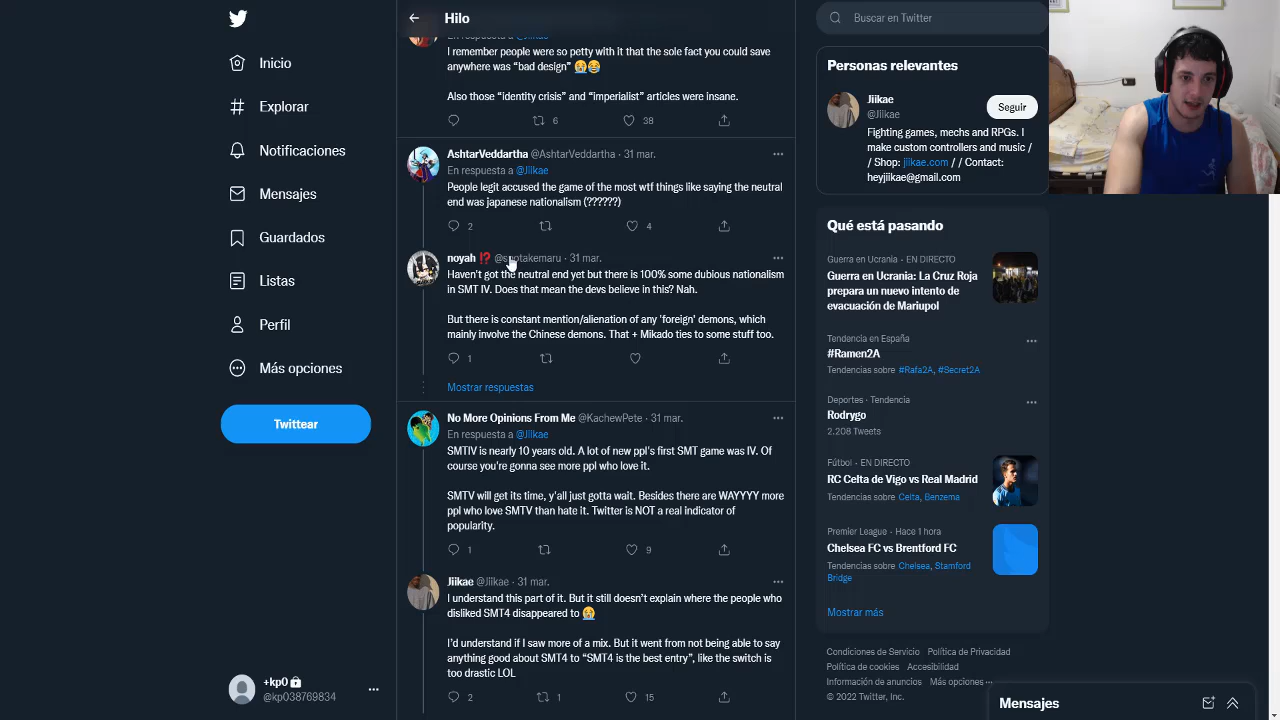 Inicio
Explorar
Notificaciones
Mensajes
Guardados
Listas
Perfil
Más opciones
Twittear
+kp0
@kp038769834
Hilo
En respuesta a @Jiikae
I remember people were so petty with it that the sole fact you could save
anywhere was “bad design” 😭😂
Also those “identity crisis” and “imperialist” articles were insane.
6
38
AshtarVeddartha @AshtarVeddartha · 31 mar.
En respuesta a @Jiikae
People legit accused the game of the most wtf things like saying the neutral
end was japanese nationalism (??????)
2
4
noyah ⁉️ · 31 mar.
Haven't got the neutral end yet but there is 100% some dubious nationalism
in SMT IV. Does that mean the devs believe in this? Nah.
But there is constant mention/alienation of any 'foreign' demons, which
mainly involve the Chinese demons. That + Mikado ties to some stuff too.
1
Mostrar respuestas
No More Opinions From Me @KachewPete · 31 mar.
En respuesta a @Jiikae
SMTIV is nearly 10 years old. A lot of new ppl's first SMT game was IV. Of
course you're gonna see more ppl who love it.
SMTV will get its time, y'all just gotta wait. Besides there are WAYYYY more
ppl who love SMTV than hate it. Twitter is NOT a real indicator of
popularity.
1
9
Jiikae @Jiikae · 31 mar.
I understand this part of it. But it still doesn't explain where the people who
disliked SMT4 disappeared to 😭
I'd understand if I saw more of a mix. But it went from not being able to say
anything good about SMT4 to “SMT4 is the best entry”, like the switch is
too drastic LOL
2
1
15
Buscar en Twitter
Personas relevantes
Jiikae
@Jiikae
Seguir
Fighting games, mechs and RPGs. I
make custom controllers and music /
/ Shop: jiikae.com / / Contact:
heyjiikae@gmail.com
Qué está pasando
Guerra en Ucrania · EN DIRECTO
Guerra en Ucrania: La Cruz Roja
prepara un nuevo intento de
evacuación de Mariupol
Tendencia en España
#Ramen2A
Tendencias sobre #Rafa2A, #Secret2A
Deportes · Tendencia
Rodrygo
2.208 Tweets
Fútbol · EN DIRECTO
RC Celta de Vigo vs Real Madrid
Tendencias sobre Celta, Benzema
Premier League · Hace 1 hora
Chelsea FC vs Brentford FC
Tendencias sobre Chelsea, Stamford
Bridge
Mostrar más
Condiciones de Servicio Política de Privacidad
Política de cookies Accesibilidad
Información de anuncios Más opciones ···
© 2022 Twitter, Inc.
Mensajes